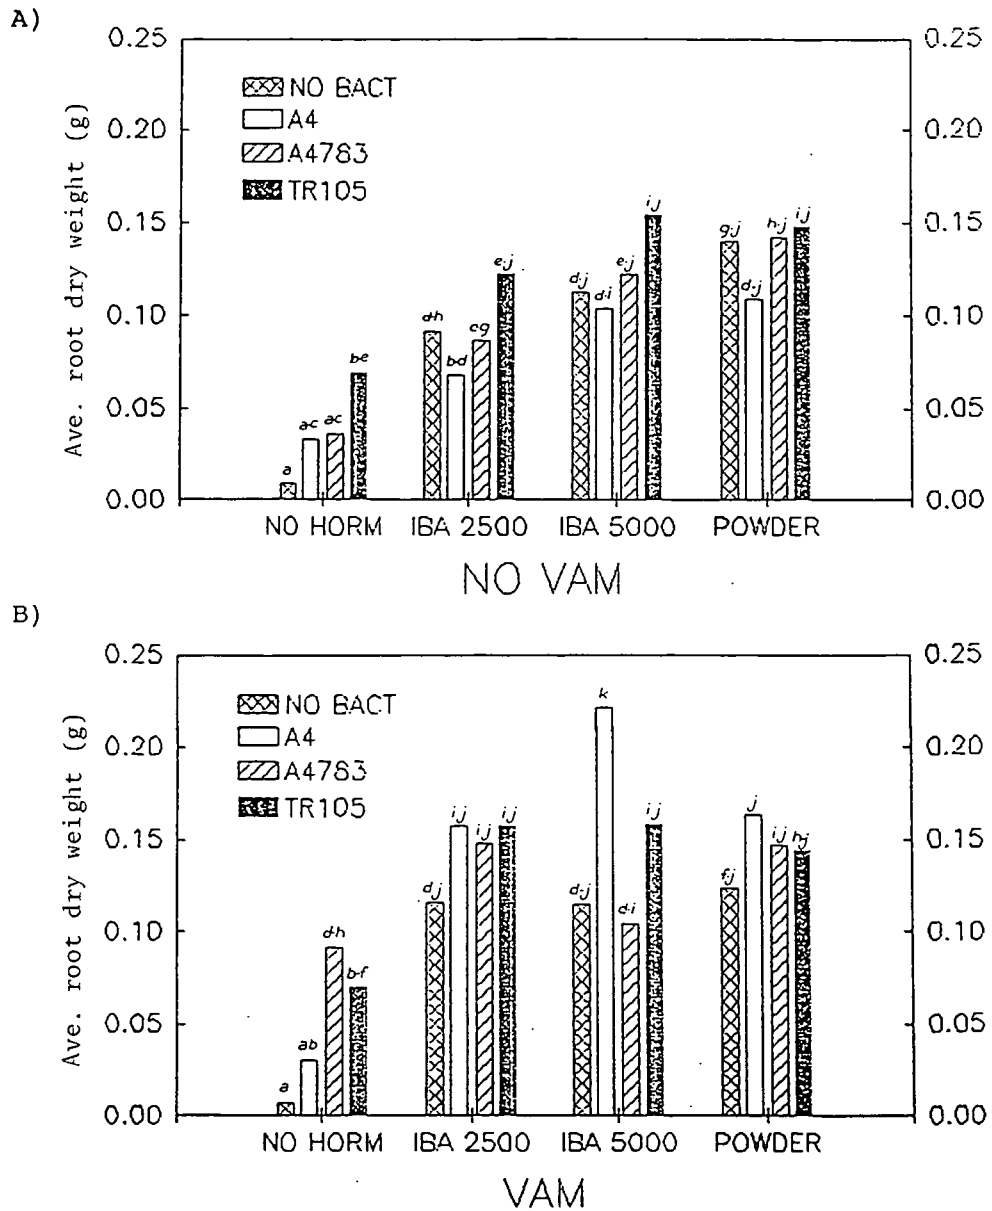 A)
0.25 0.25
NO BACT
A4
A4783
TR105
0.20 0.20
0.15 0.15
0.10 0.10
0.05 0.05
0.00 0.00
Ave. root dry weight (g)
a a-c a-c b-e
d-h b-d c-g e-j
d-j d-i e-j i-j
g-j d-j h-j i-j
NO HORM IBA 2500 IBA 5000 POWDER
NO VAM
B)
0.25 0.25
NO BACT
A4
A4783
TR105
0.20 0.20
0.15 0.15
0.10 0.10
0.05 0.05
0.00 0.00
Ave. root dry weight (g)
a ab d-h b-f
d-j i-j i-j i-j
d-j k d-i i-j
f-j j i-j h-j
NO HORM IBA 2500 IBA 5000 POWDER
VAM